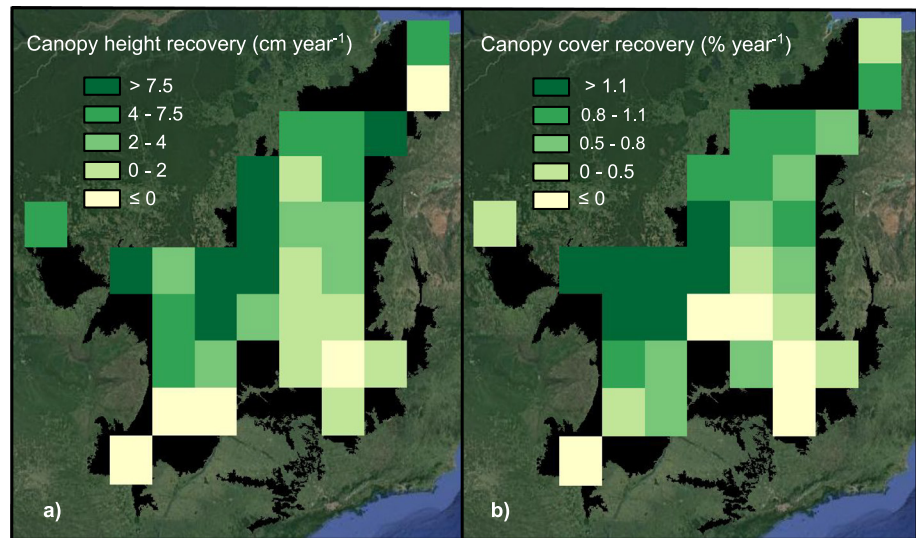 Canopy height recovery (cm year⁻¹)
> 7.5
4 - 7.5
2 - 4
0 - 2
≤ 0
a)
Canopy cover recovery (% year⁻¹)
> 1.1
0.8 - 1.1
0.5 - 0.8
0 - 0.5
≤ 0
b)